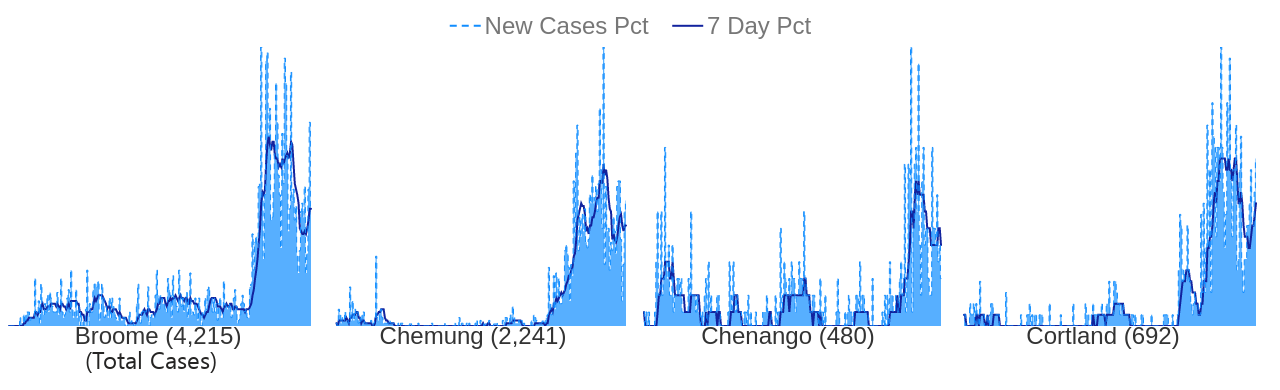 New Cases Pct 7 Day Pct
Broome (4,215) Chemung (2,241) Chenango (480) Cortland (692)
(Total Cases)